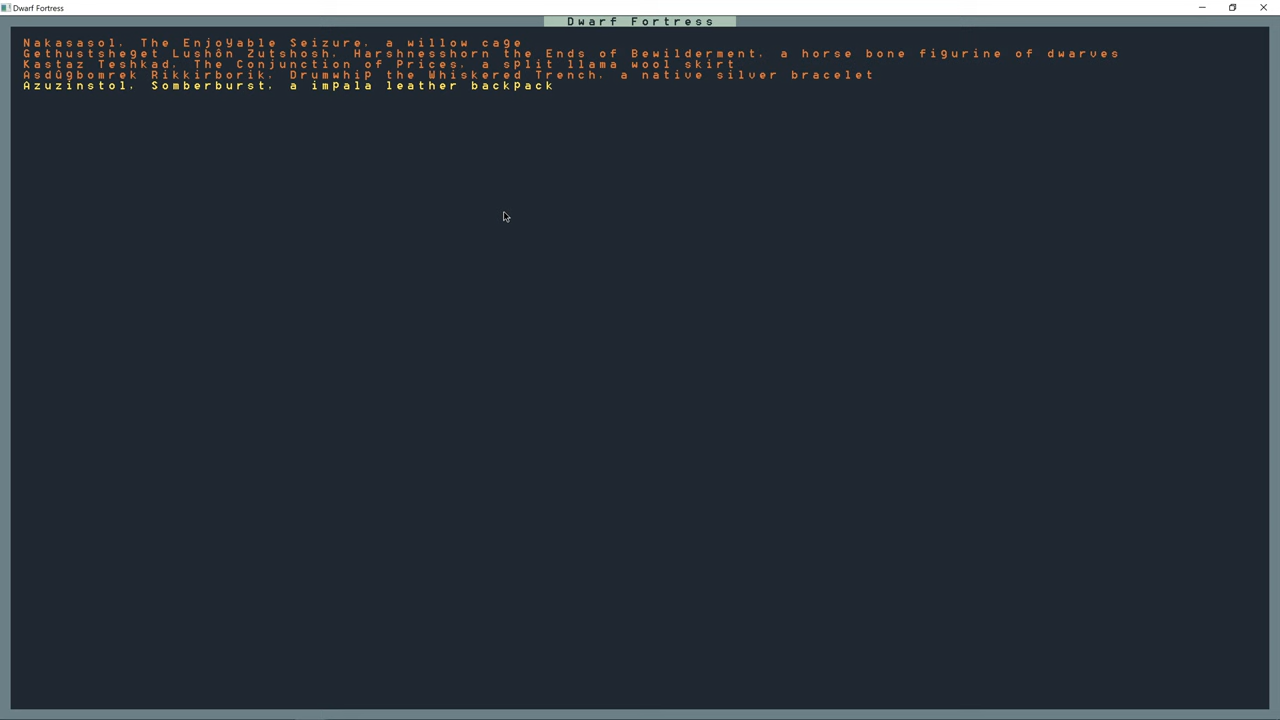 Dwarf Fortress
Dwarf Fortress
Nakasasol, The Enjoyable Seizure, a willow cage
Gethustsheget Lushôn Zutshosh, Harshnesshorn the Ends of Bewilderment, a horse bone figurine of dwarves
Kastaz Teshkad, The Conjunction of Prices, a split llama wool skirt
Asdûgbomrek Rikkirborik, Drumwhip the Whiskered Trench, a native silver bracelet
Azuzinstol, Somberburst, a impala leather backpack